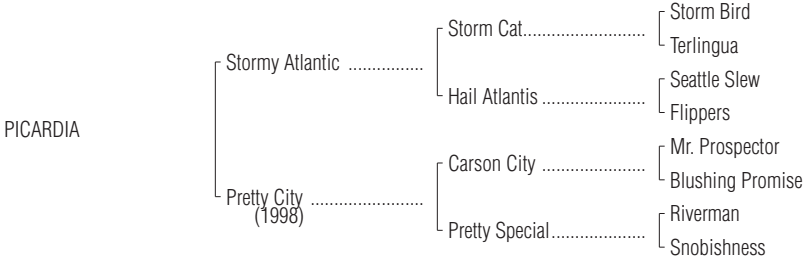 Storm Bird
Storm Cat..........................
Terlingua
Stormy Atlantic ................
Seattle Slew
Hail Atlantis ......................
Flippers
PICARDIA
Mr. Prospector
Carson City ......................
Blushing Promise
Pretty City ........................
(1998)
Riverman
Pretty Special....................
Snobishness